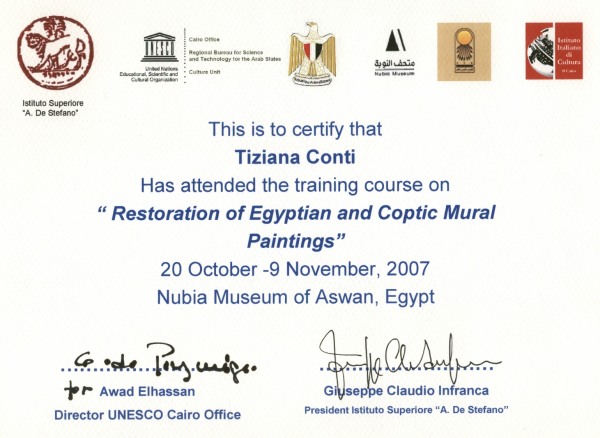 Istituto Superiore
"A. De Stefano"
United Nations
Educational, Scientific and
Cultural Organization
Cairo Office
Regional Bureau for Science
and Technology for the Arab States
Culture Unit
متحف النوبة
Nubia Museum
Istituto
Italiano
di
Cultura
Il Cairo
This is to certify that
Tiziana Conti
Has attended the training course on
“ Restoration of Egyptian and Coptic Mural
Paintings”
20 October -9 November, 2007
Nubia Museum of Aswan, Egypt
for Awad Elhassan
Director UNESCO Cairo Office
Giuseppe Claudio Infranca
President Istituto Superiore “A. De Stefano”